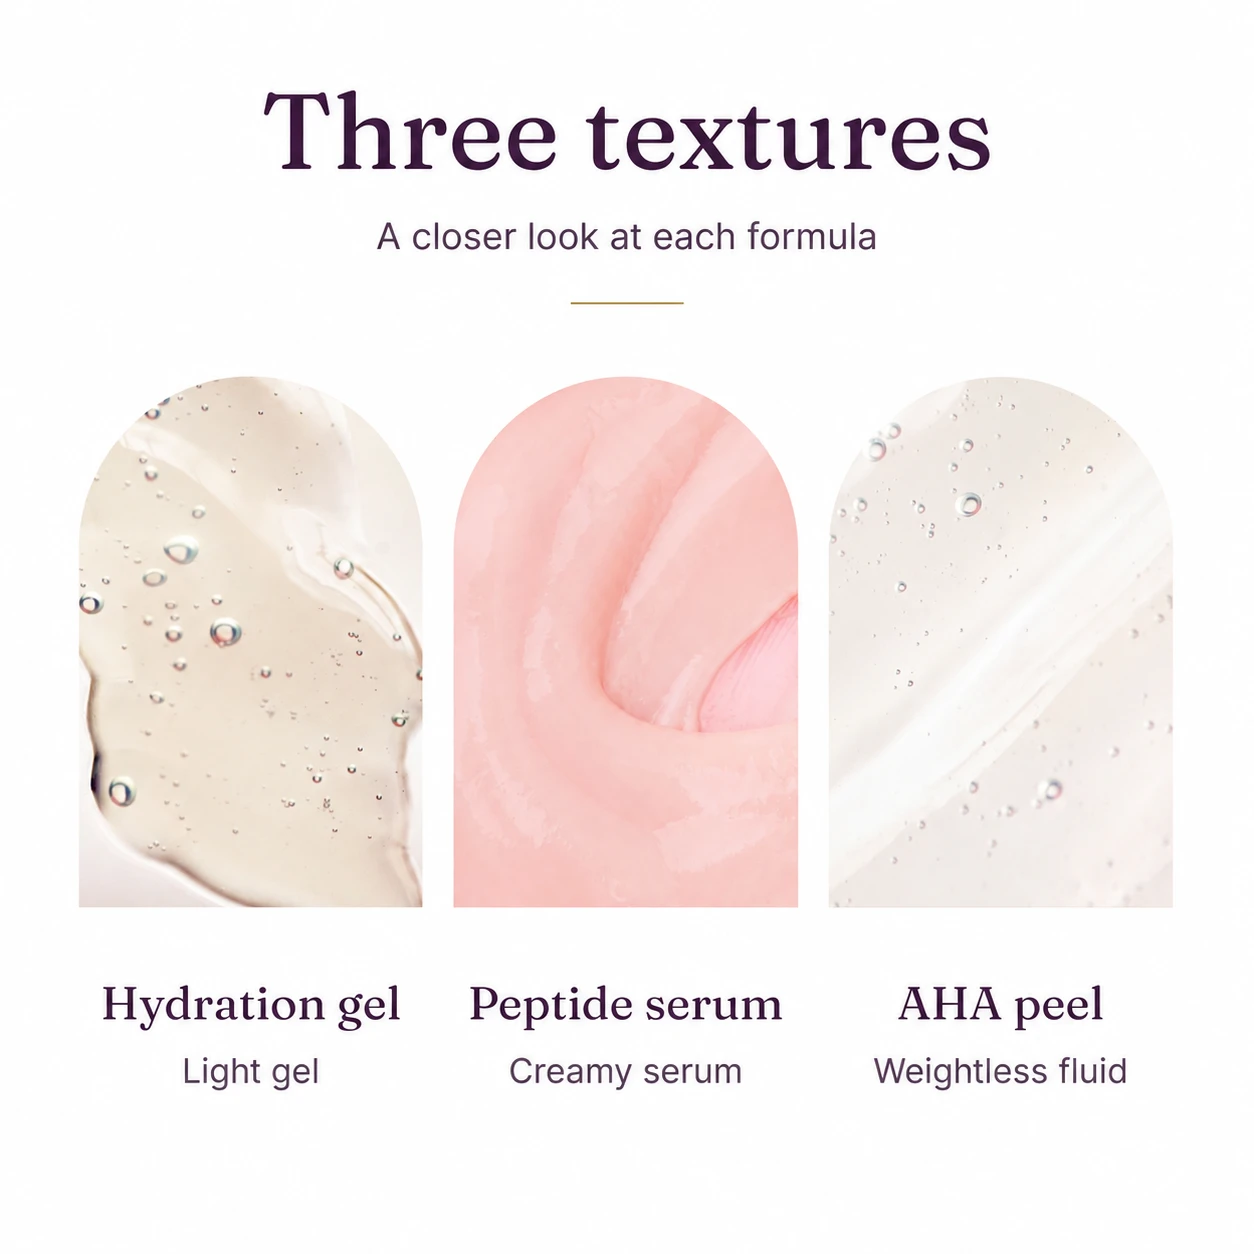 Three textures
A closer look at each formula
Hydration gel
Light gel
Peptide serum
Creamy serum
AHA peel
Weightless fluid